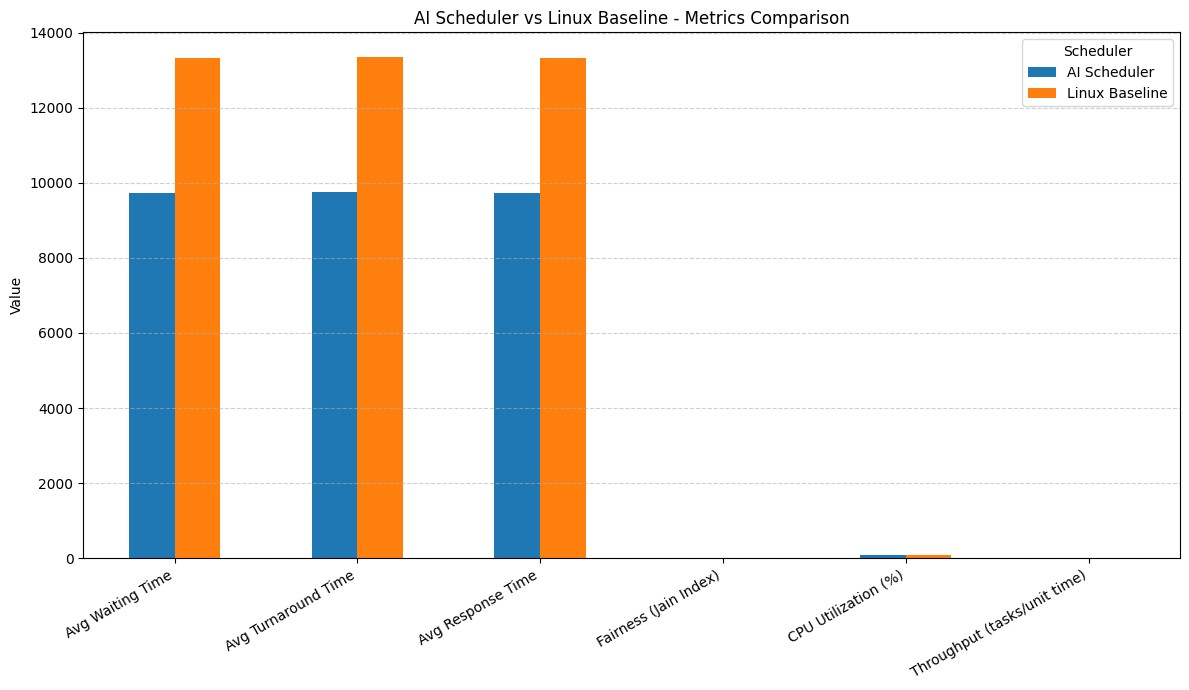 AI Scheduler vs Linux Baseline - Metrics Comparison
14000
12000
10000
8000
6000
4000
2000
0
Value
Scheduler
AI Scheduler
Linux Baseline
Avg Waiting Time
Avg Turnaround Time
Avg Response Time
Fairness (Jain Index)
CPU Utilization (%)
Throughput (tasks/unit time)